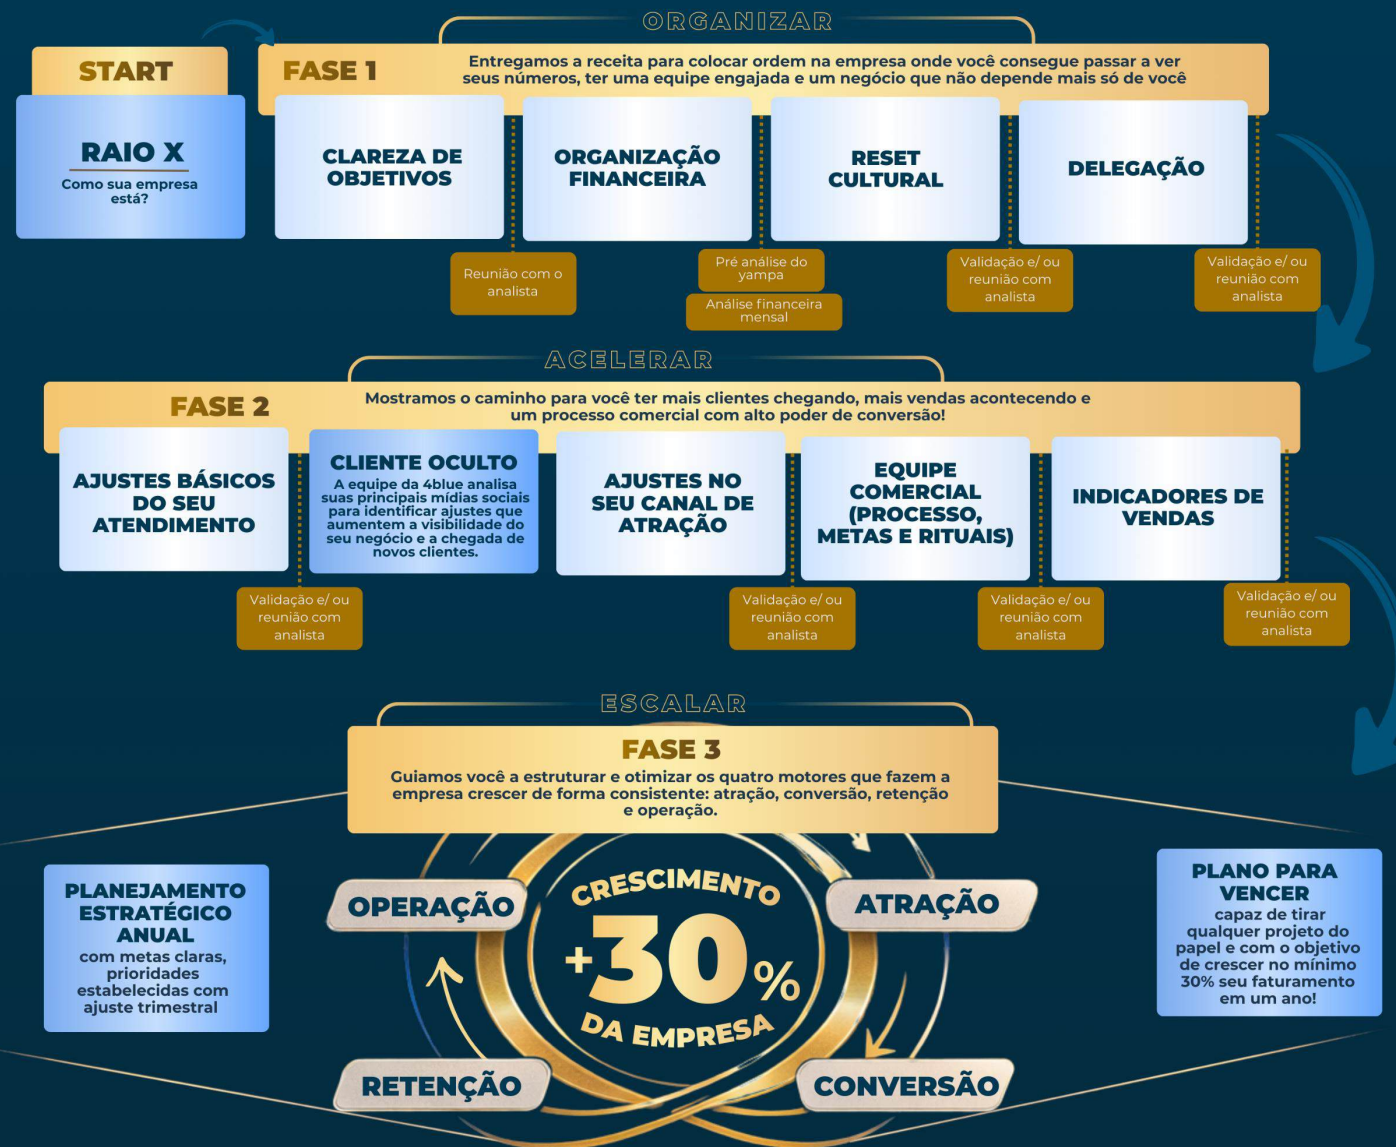 ORGANIZAR
START
RAIO X
Como sua empresa
está?
FASE 1
Entregamos a receita para colocar ordem na empresa onde você consegue passar a ver
seus números, ter uma equipe engajada e um negócio que não depende mais só de você
CLAREZA DE
OBJETIVOS
ORGANIZAÇÃO
FINANCEIRA
RESET
CULTURAL
DELEGAÇÃO
Reunião com o
analista
Pré análise do
yampa
Análise financeira
mensal
Validação e/ ou
reunião com
analista
Validação e/ ou
reunião com
analista
ACELERAR
FASE 2
Mostramos o caminho para você ter mais clientes chegando, mais vendas acontecendo e
um processo comercial com alto poder de conversão!
AJUSTES BÁSICOS
DO SEU
ATENDIMENTO
CLIENTE OCULTO
A equipe da 4blue analisa
suas principais mídias sociais
para identificar ajustes que
aumentem a visibilidade do
seu negócio e a chegada de
novos clientes.
AJUSTES NO
SEU CANAL DE
ATRAÇÃO
EQUIPE
COMERCIAL
(PROCESSO,
METAS E RITUAIS)
INDICADORES DE
VENDAS
Validação e/ ou
reunião com
analista
Validação e/ ou
reunião com
analista
Validação e/ ou
reunião com
analista
Validação e/ ou
reunião com
analista
ESCALAR
FASE 3
Guiamos você a estruturar e otimizar os quatro motores que fazem a
empresa crescer de forma consistente: atração, conversão, retenção
e operação.
PLANEJAMENTO
ESTRATÉGICO
ANUAL
com metas claras,
prioridades
estabelecidas com
ajuste trimestral
OPERAÇÃO
CRESCIMENTO
+30%
DA EMPRESA
ATRAÇÃO
RETENÇÃO
CONVERSÃO
PLANO PARA
VENCER
capaz de tirar
qualquer projeto do
papel e com o objetivo
de crescer no mínimo
30% seu faturamento
em um ano!